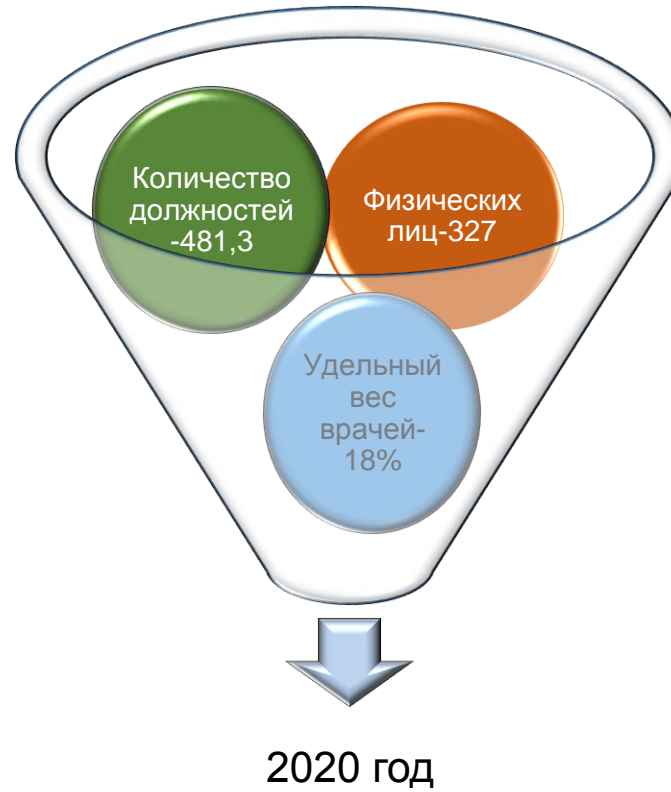 Количество
должностей
-481,3
Физических
лиц-327
Удельный
вес
врачей-
18%
2020 год